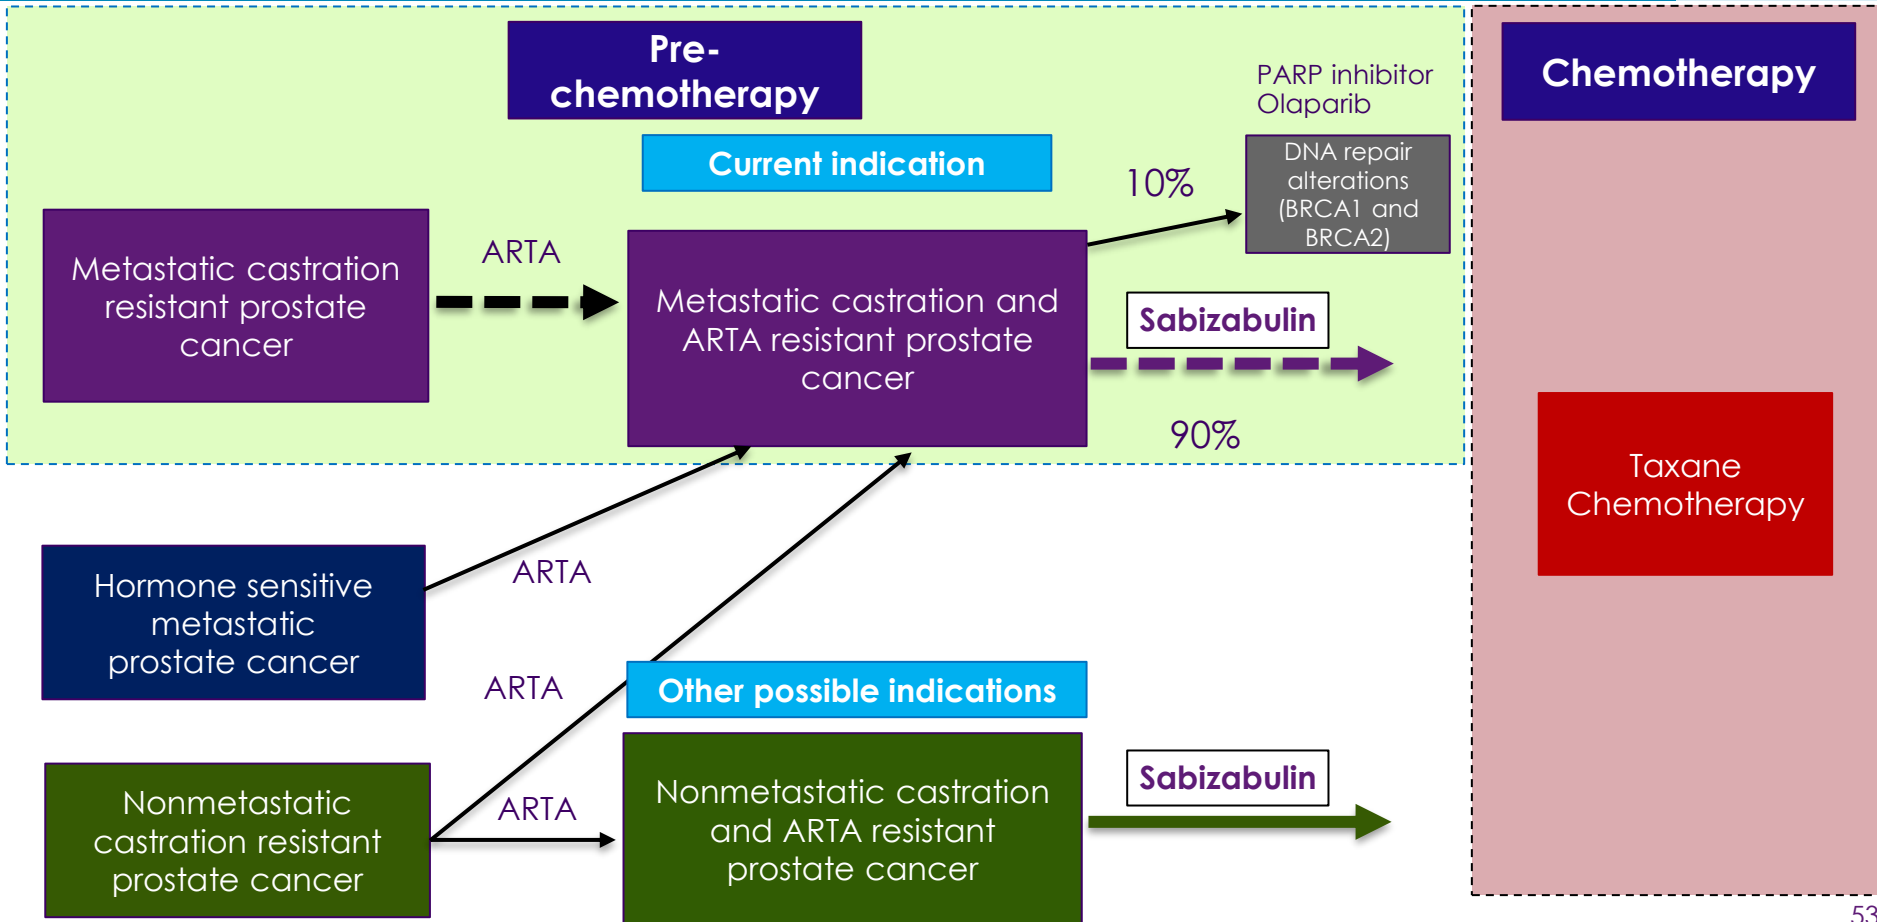 Pre-
chemotherapy
Chemotherapy
PARP inhibitor
Olaparib
Current indication
DNA repair
alterations
(BRCA1 and
BRCA2)
10%
Metastatic castration
resistant prostate
cancer
ARTA
Metastatic castration and
ARTA resistant prostate
cancer
Sabizabulin
90%
Taxane
Chemotherapy
Hormone sensitive
metastatic
prostate cancer
ARTA
ARTA
Other possible indications
Nonmetastatic
castration resistant
prostate cancer
ARTA
Nonmetastatic castration
and ARTA resistant
prostate cancer
Sabizabulin
53